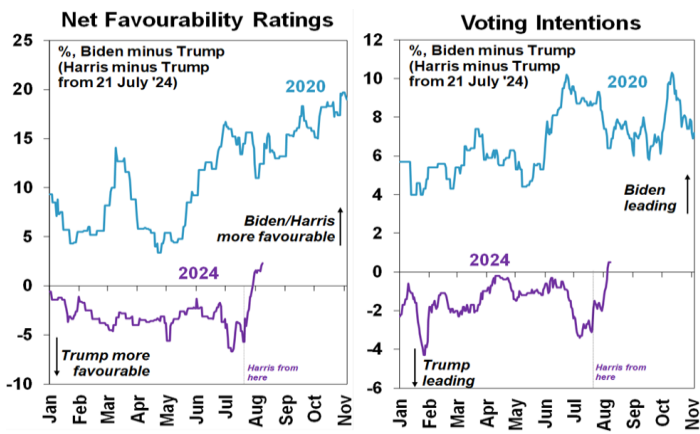 Net Favourability Ratings
%, Biden minus Trump
(Harris minus Trump
from 21 July '24)
2020
Biden/Harris
more favourable
2024
Trump more
favourable
Harris from
here
25
20
15
10
5
0
-5
-10
Jan
Feb
Mar
Apr
May
Jun
Jul
Aug
Sep
Oct
Nov
Voting Intentions
%, Biden minus Trump
(Harris minus Trump
from 21 July '24)
2020
Biden
leading
2024
Trump
leading
Harris from
here
12
10
8
6
4
2
0
-2
-4
-6
Jan
Feb
Mar
Apr
May
Jun
Jul
Aug
Sep
Oct
Nov